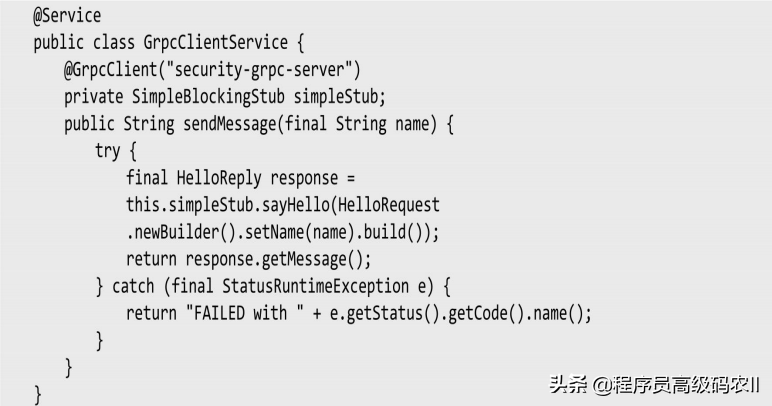 @Service
public class GrpcClientService {
    @GrpcClient("security-grpc-server")
    private SimpleBlockingStub simpleStub;
    public String sendMessage(final String name) {
        try {
            final HelloReply response =
            this.simpleStub.sayHello(HelloRequest
            .newBuilder().setName(name).build());
            return response.getMessage();
        } catch (final StatusRuntimeException e) {
            return "FAILED with " + e.getStatus().getCode().name();
        }
    }
}
头条 @程序员高级码农II